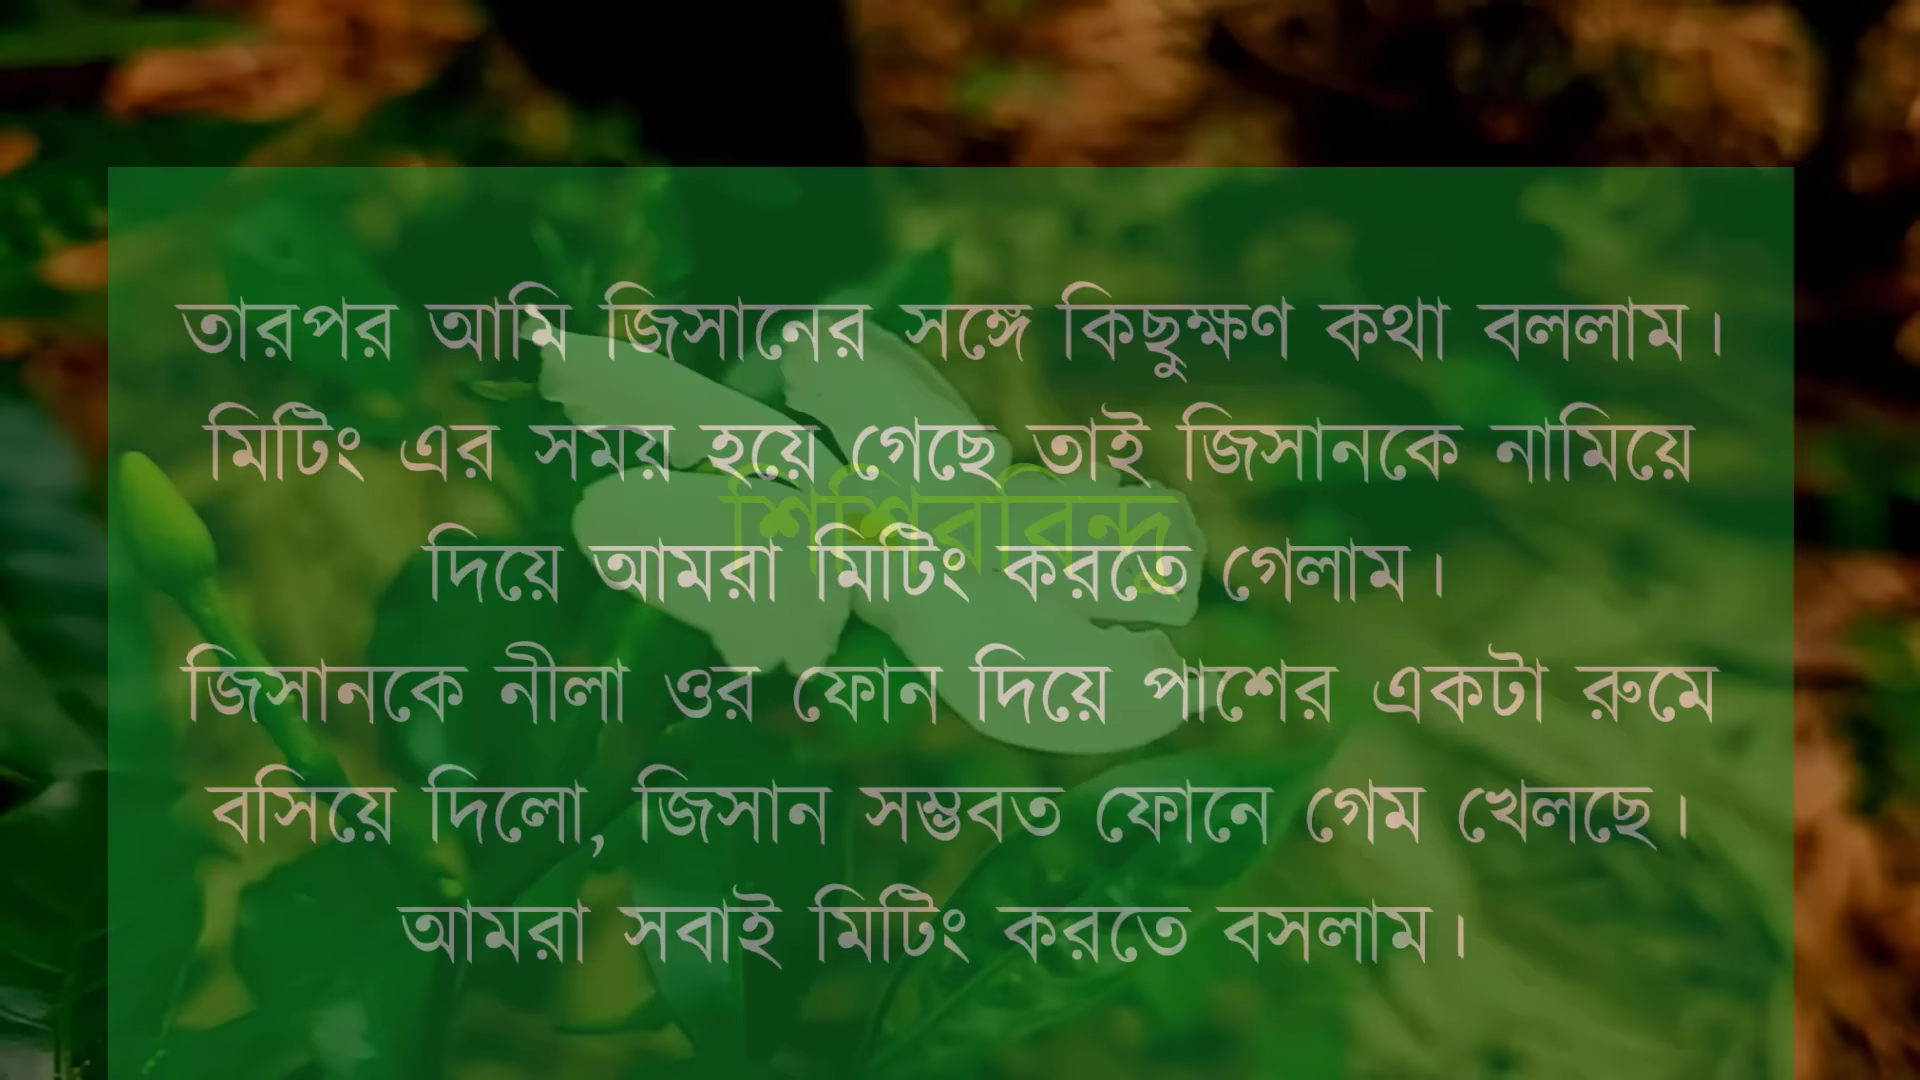 তারপর আমি জিসানের সঙ্গে কিছুক্ষণ কথা বললাম।
মিটিং এর সময় হয়ে গেছে তাই জিসানকে নামিয়ে
শিশিরবিন্দু
দিয়ে আমরা মিটিং করতে গেলাম।
জিসানকে নীলা ওর ফোন দিয়ে পাশের একটা রুমে
বসিয়ে দিলো, জিসান সম্ভবত ফোনে গেম খেলছে।
আমরা সবাই মিটিং করতে বসলাম।